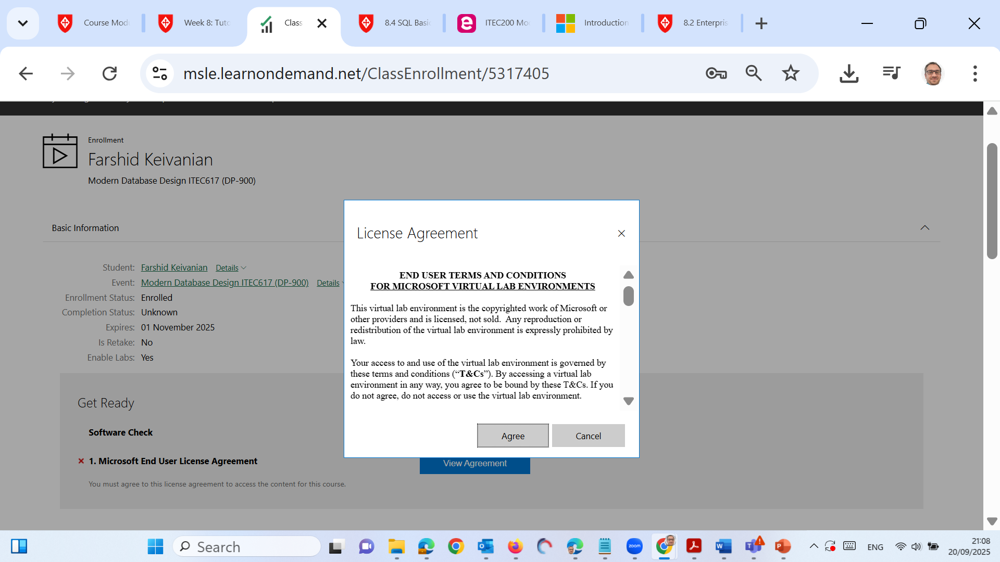 Course Modu
Week 8: Tuto
Class
8.4 SQL Basic
ITEC200 Mo
Introduction
8.2 Enterpris
msle.learnondemand.net/ClassEnrollment/5317405
Enrollment
Farshid Keivanian
Modern Database Design ITEC617 (DP-900)
Basic Information
Student: Farshid Keivanian Details
Event: Modern Database Design ITEC617 (DP-900) Details
Enrollment Status: Enrolled
Completion Status: Unknown
Expires: 01 November 2025
Is Retake: No
Enable Labs: Yes
Get Ready
Software Check
1. Microsoft End User License Agreement
You must agree to this license agreement to access the content for this course.
View Agreement
License Agreement
END USER TERMS AND CONDITIONS
FOR MICROSOFT VIRTUAL LAB ENVIRONMENTS
This virtual lab environment is the copyrighted work of Microsoft or
other providers and is licensed, not sold.  Any reproduction or
redistribution of the virtual lab environment is expressly prohibited by
law.
Your access to and use of the virtual lab environment is governed by
these terms and conditions (“T&Cs”). By accessing a virtual lab
environment in any way, you agree to be bound by these T&Cs. If you
do not agree, do not access or use the virtual lab environment.
Agree
Cancel
Search
zoom
ENG
21:08
20/09/2025